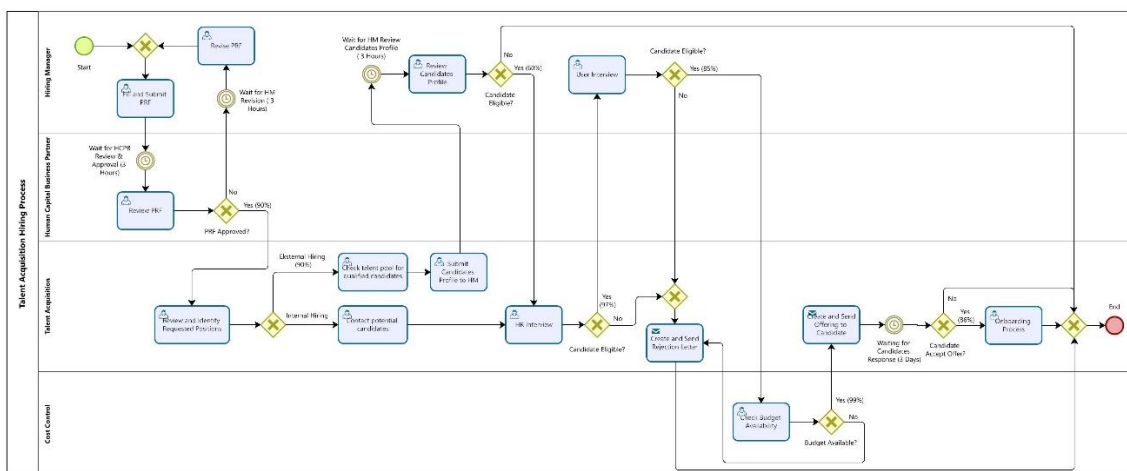 Talent Acquisition Hiring Process
Hiring Manager
Start
Revise PRF
Fill and Submit
PRF
Wait for HM
Revision ( 3
Hours)
Wait for HM Review
Candidates Profile
( 3 Hours)
Review
Candidates
Profile
No
Yes (60%)
Candidate
Eligible?
User Interview
Candidate Eligible?
Yes (85%)
No
Human Capital Business Partner
Wait for HCPB
Review &
Approval (3
Hours)
Review PRF
No
Yes (90%)
PRF Approved?
Talent Acquisition
Review and Identify
Requested Positions
Eksternal Hiring
(90%)
Internal Hiring
Check talent pool for
qualified candidates
Submit
Candidates
Profile to HM
Contact potential
candidates
HR Interview
Yes
(97%)
No
Candidate Eligible?
Create and Send
Rejection Letter
Create and Send
Offering to
Candidate
Waiting for
Candidates
Response (3 Days)
No
Yes
(86%)
Candidate
Accept Offer?
Onboarding
Process
End
Cost Control
Check Budget
Availability
Yes (99%)
No
Budget Available?